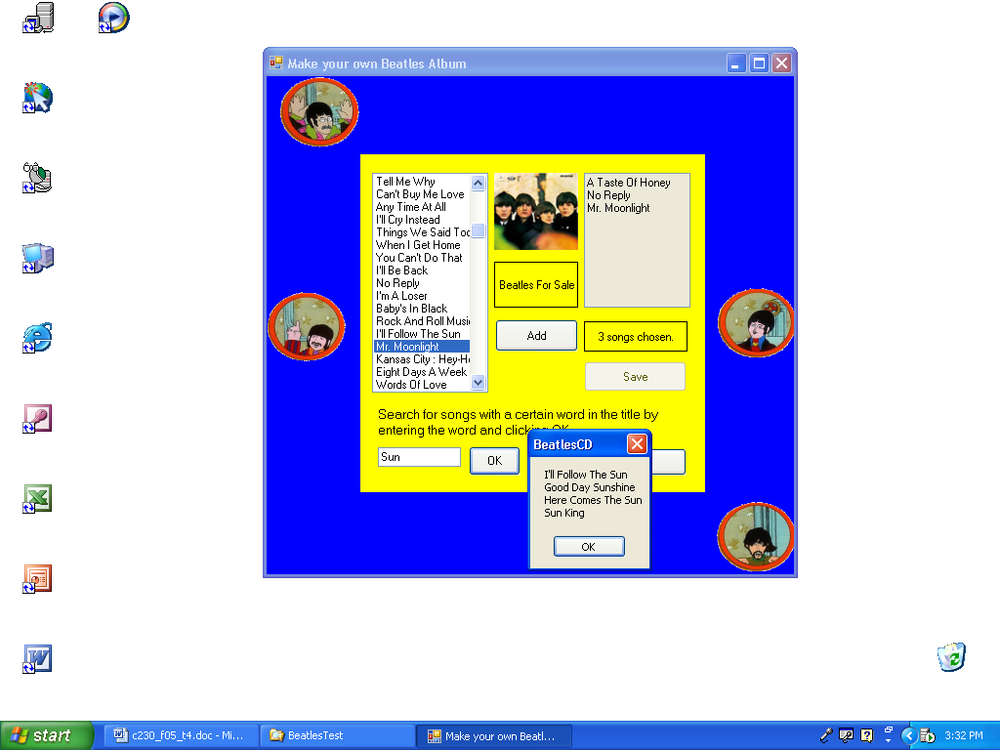 Make your own Beatles Album
Tell Me Why
Can't Buy Me Love
Any Time At All
I'll Cry Instead
Things We Said Too
When I Get Home
You Can't Do That
I'll Be Back
No Reply
I'm A Loser
Baby's In Black
Rock And Roll Music
I'll Follow The Sun
Mr. Moonlight
Kansas City : Hey-He
Eight Days A Week
Words Of Love
Beatles For Sale
Add
A Taste Of Honey
No Reply
Mr. Moonlight
3 songs chosen.
Save
Search for songs with a certain word in the title by
entering the word and clicking OK
Sun
OK
BeatlesCD
I'll Follow The Sun
Good Day Sunshine
Here Comes The Sun
Sun King
OK
start
c230_f05_t4.doc - Mi...
BeatlesTest
Make your own Beatl...
3:32 PM